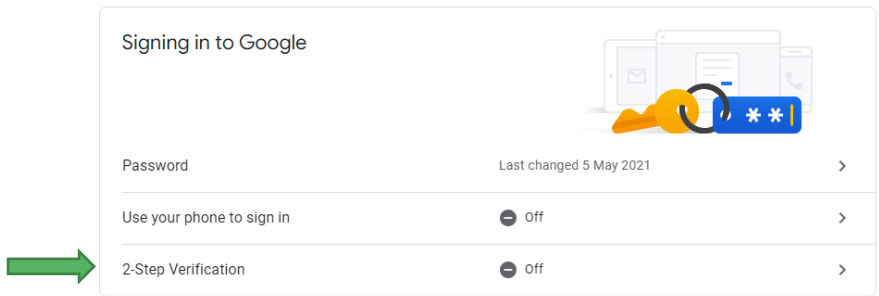 Signing in to Google
Password Last changed 5 May 2021
Use your phone to sign in Off
2-Step Verification Off